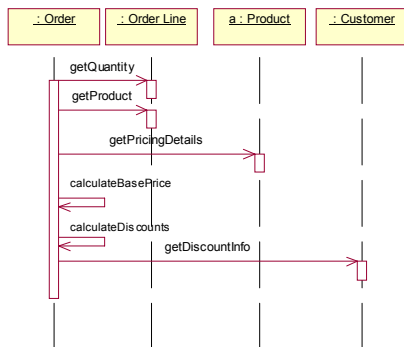 : Order
: Order Line
a : Product
: Customer
getQuantity
getProduct
getPricingDetails
calculateBasePrice
calculateDiscounts
getDiscountInfo